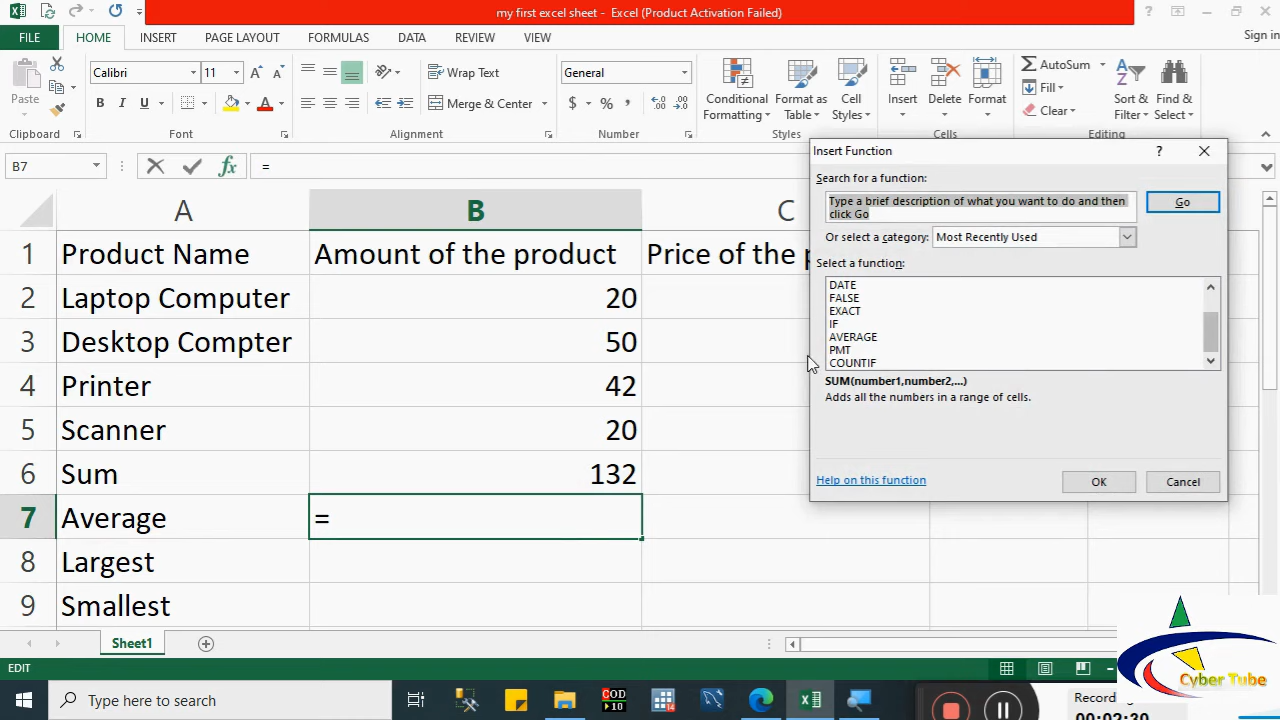 my first excel sheet - Excel (Product Activation Failed)
FILE HOME INSERT PAGE LAYOUT FORMULAS DATA REVIEW VIEW Sign in
Paste Calibri 11 Wrap Text General Conditional Formatting Format as Table Cell Styles Insert Delete Format AutoSum Fill Clear Sort & Filter Find & Select
B I U Merge & Center $ %
Clipboard Font Alignment Number Styles Cells Editing
B7 fx =
A B C
1 Product Name Amount of the product Price of the p
2 Laptop Computer 20
3 Desktop Compter 50
4 Printer 42
5 Scanner 20
6 Sum 132
7 Average =
8 Largest
9 Smallest
Insert Function
Search for a function:
Type a brief description of what you want to do and then
click Go
Go
Or select a category: Most Recently Used
Select a function:
DATE
FALSE
EXACT
IF
AVERAGE
PMT
COUNTIF
SUM(number1,number2,...)
Adds all the numbers in a range of cells.
Help on this function OK Cancel
Sheet1
EDIT
Type here to search
COD
10
14
Cyber Tube